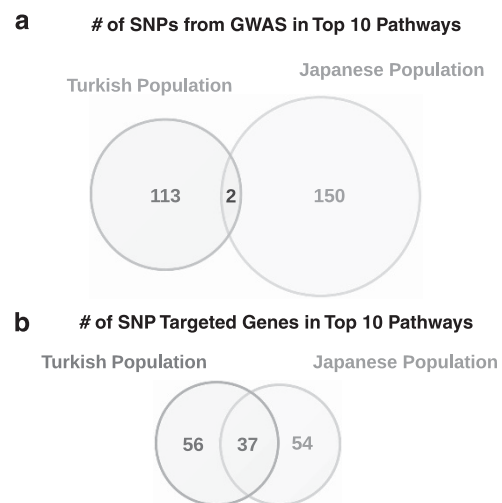 a # of SNPs from GWAS in Top 10 Pathways
Japanese Population
Turkish Population
113 2 150
b # of SNP Targeted Genes in Top 10 Pathways
Turkish Population Japanese Population
56 37 54